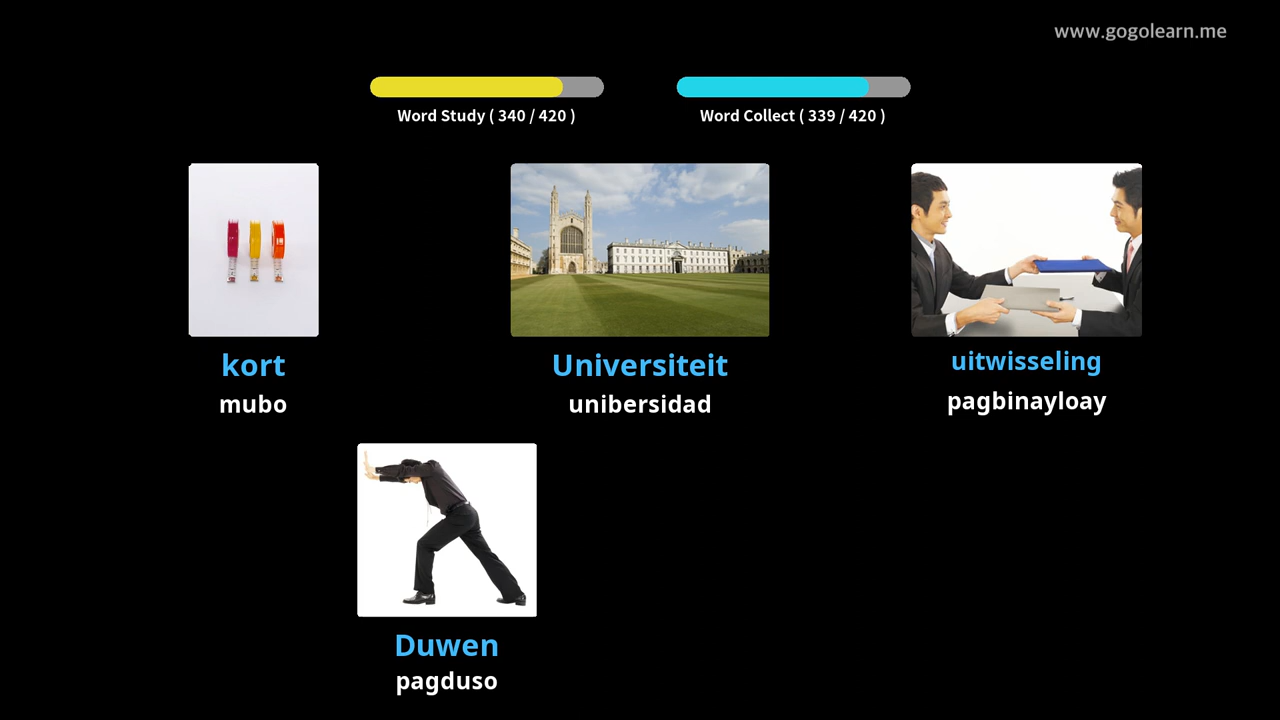 www.gogolearn.me
Word Study ( 340 / 420 )
Word Collect ( 339 / 420 )
kort
mubo
Universiteit
unibersidad
uitwisseling
pagbinayloay
Duwen
pagduso